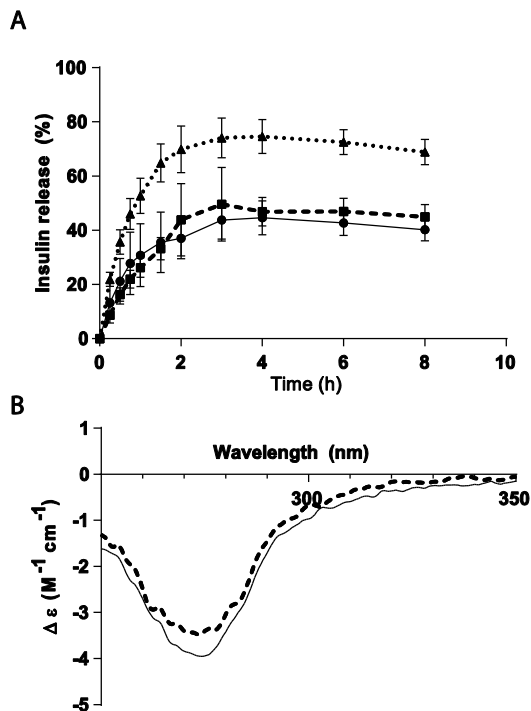 A
100
80
60
40
20
0
Insulin release (%)
0 2 4 6 8 10
Time (h)
B
1
0
-1
-2
-3
-4
-5
Δ ε (M⁻¹ cm⁻¹)
Wavelength (nm)
300 350